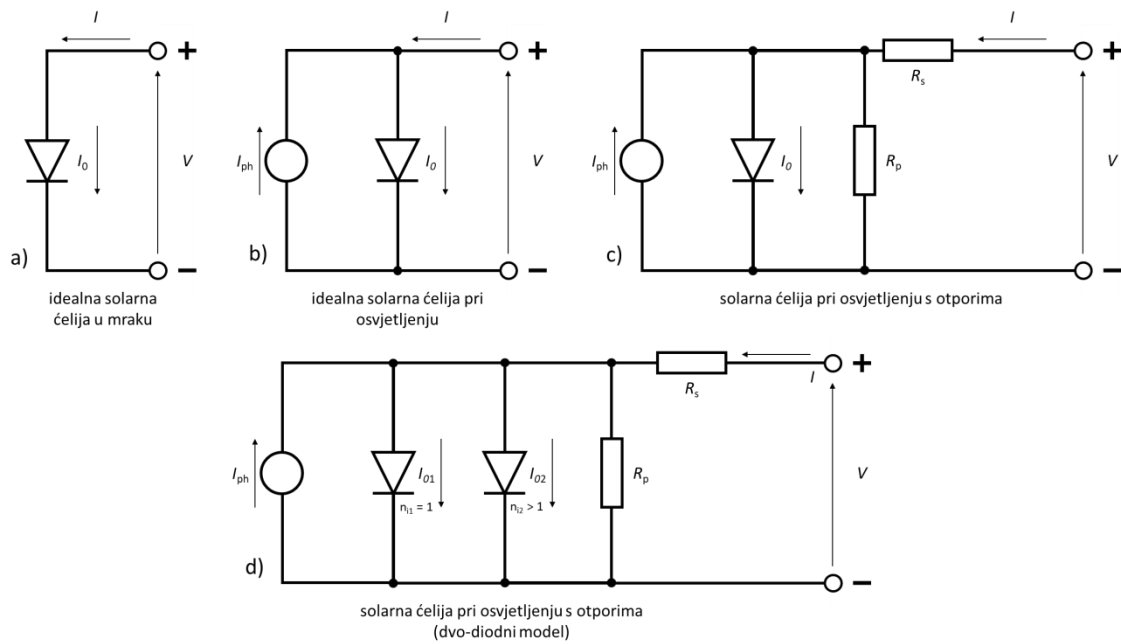 I
+
I0
V
−
a)
idealna solarna
ćelija u mraku
I
+
Iph
I0
V
−
b)
idealna solarna ćelija pri
osvjetljenju
I
+
Rs
Iph
I0
Rp
V
−
c)
solarna ćelija pri osvjetljenju s otporima
I
+
Rs
Iph
I01
ni1 = 1
I02
ni2 > 1
Rp
V
−
d)
solarna ćelija pri osvjetljenju s otporima
(dvo-diodni model)